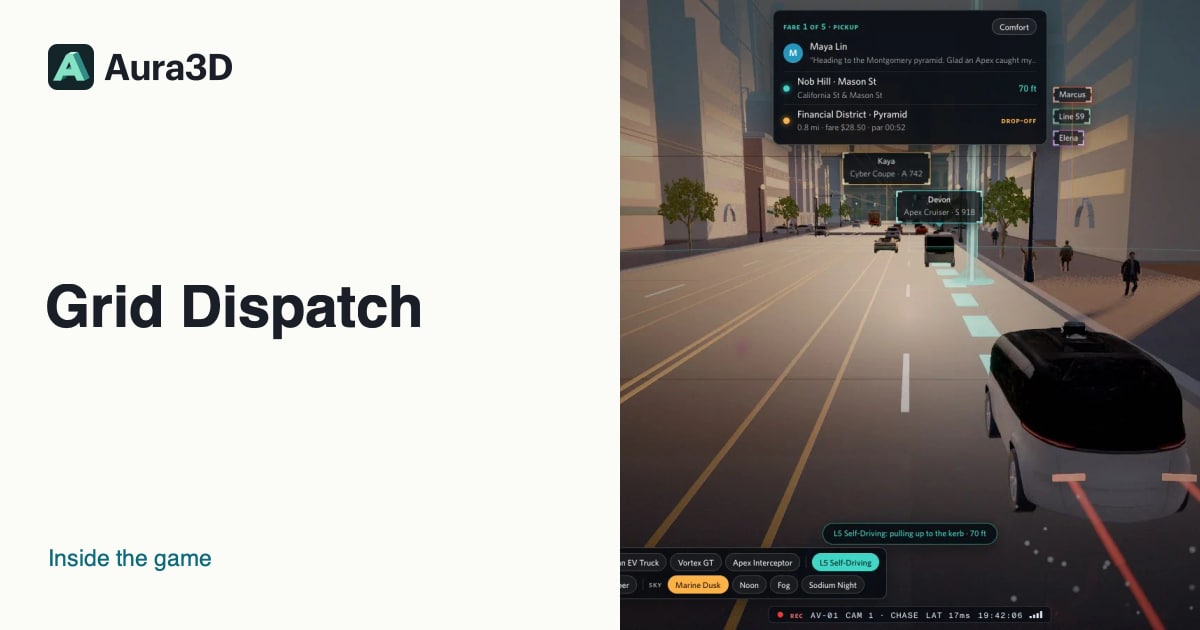 Aura3D
Grid Dispatch
Inside the game
FARE 1 OF 5 · PICKUP
Comfort
M
Maya Lin
"Heading to the Montgomery pyramid. Glad an Apex caught my..
Nob Hill · Mason St
California St & Mason St
70 ft
Financial District · Pyramid
0.8 mi · fare $28.50 · par 00:52
DROP-OFF
Marcus
Line 59
Elena
Kaya
Cyber Coupe · A 742
Devon
Apex Cruiser · S 918
L5 Self-Driving: pulling up to the kerb · 70 ft
EV Truck
Vortex GT
Apex Interceptor
L5 Self-Driving
SKY
Marine Dusk
Noon
Fog
Sodium Night
REC AV-01 CAM 1 · CHASE LAT 17ms 19:42:06